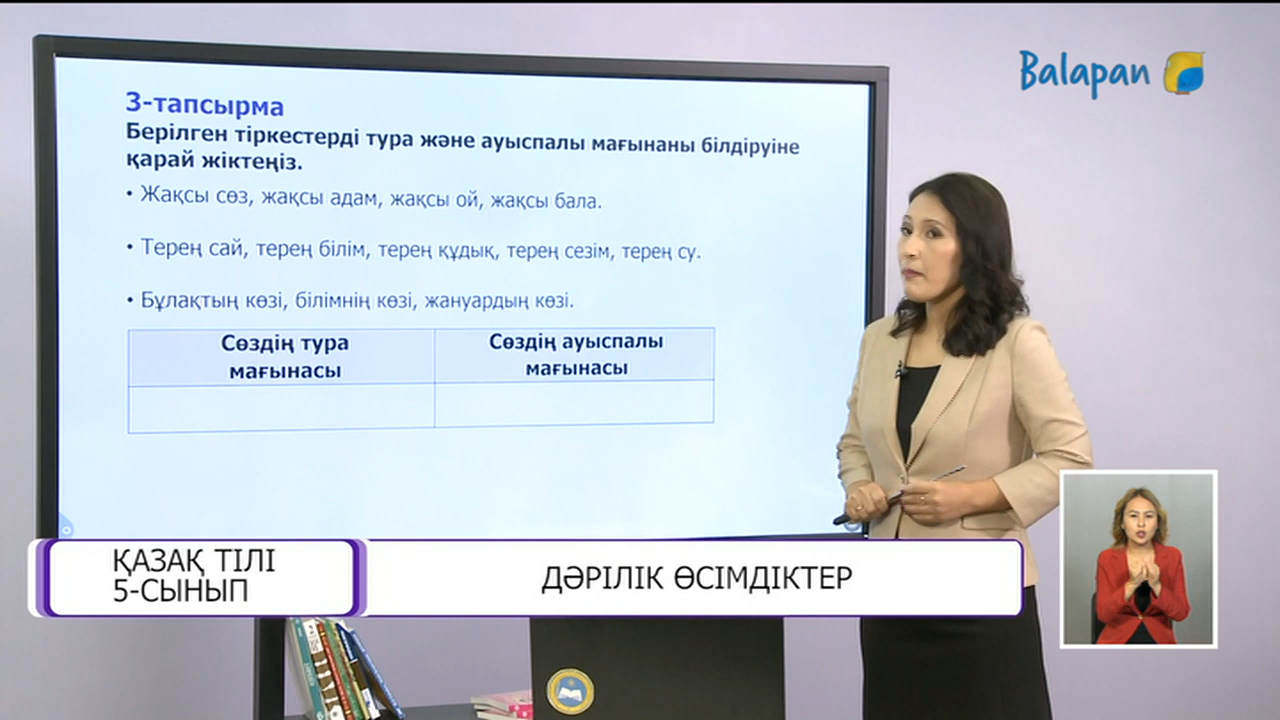 Balapan
3-тапсырма
Берілген тіркестерді тура және ауыспалы мағынаны білдіруіне
қарай жіктеңіз.
• Жақсы сөз, жақсы адам, жақсы ой, жақсы бала.
• Терең сай, терең білім, терең құдық, терең сезім, терең су.
• Бұлақтың көзі, білімнің көзі, жануардың көзі.
Сөздің тура
мағынасы
Сөздің ауыспалы
мағынасы
ҚАЗАҚ ТІЛІ
5-СЫНЫП
ДӘРІЛІК ӨСІМДІКТЕР